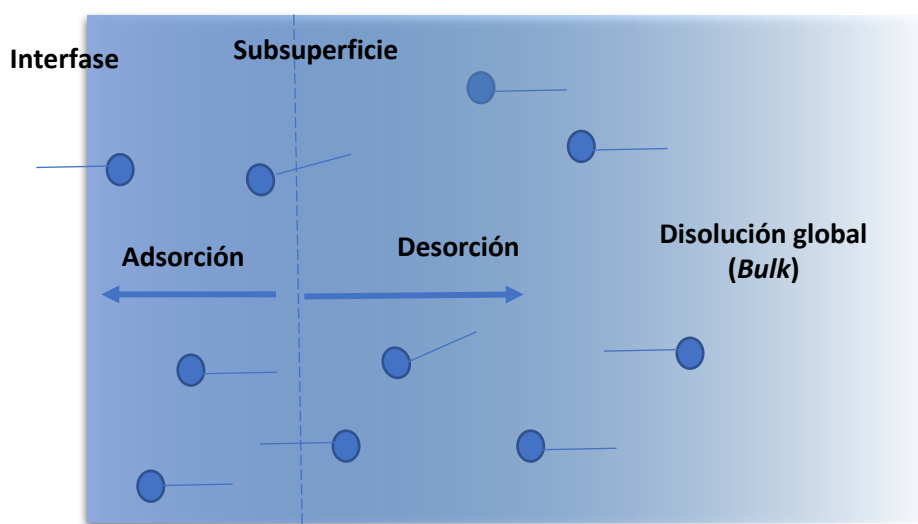 Interfase
Subsuperficie
Adsorción
Desorción
Disolución global
(Bulk)